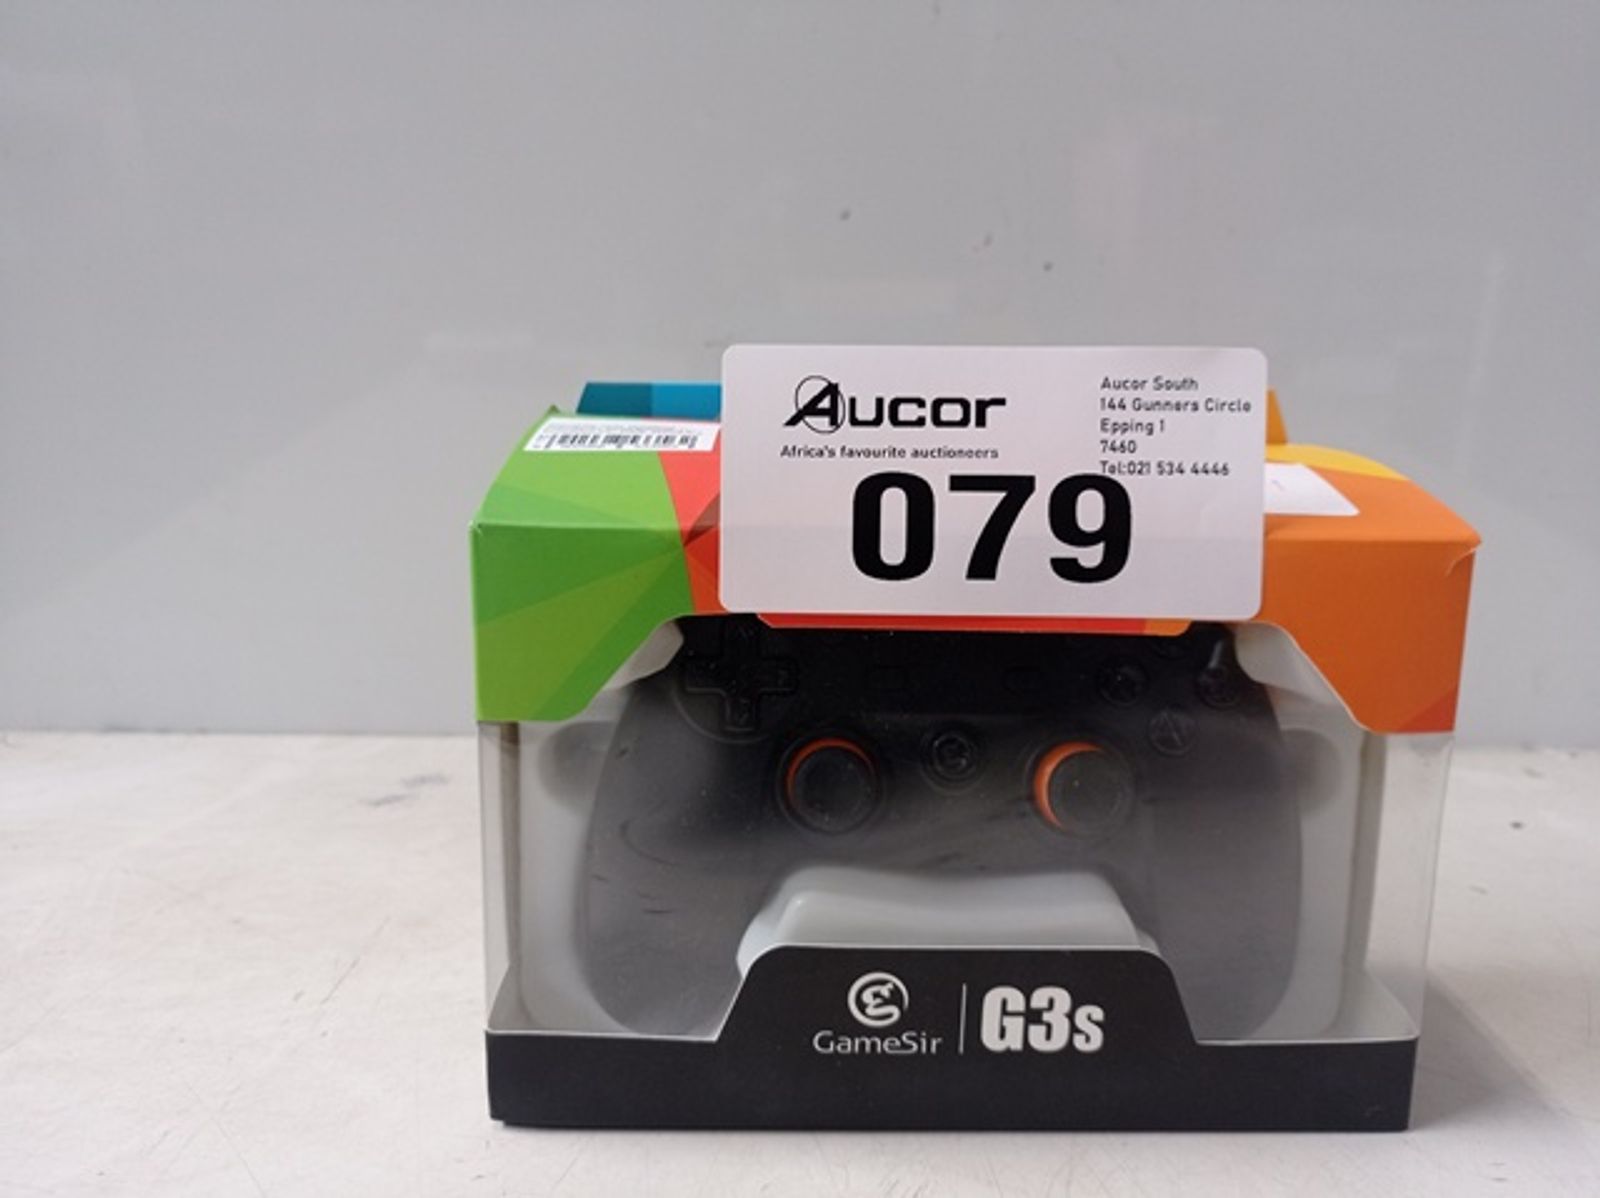 Aucor
Africa's favourite auctioneers
Aucor South
144 Gunners Circle
Epping 1
7460
Tel:021 534 4446
079
A
GameSir
G3s